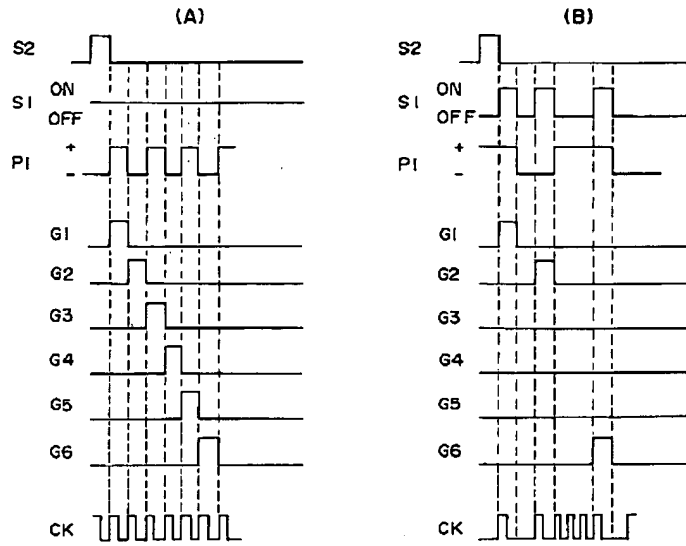 (A)
S2
S1 ON
OFF
P1 +
-
G1
G2
G3
G4
G5
G6
CK
(B)
S2
S1 ON
OFF
P1 +
-
G1
G2
G3
G4
G5
G6
CK